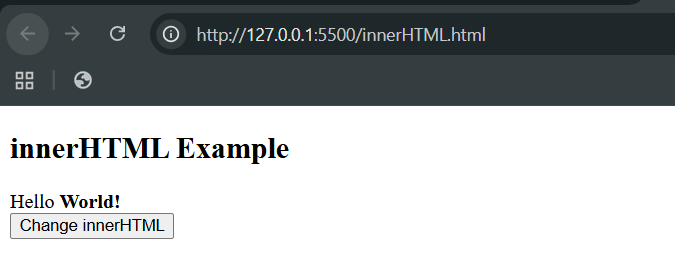 http://127.0.0.1:5500/innerHTML.html
innerHTML Example
Hello World!
Change innerHTML